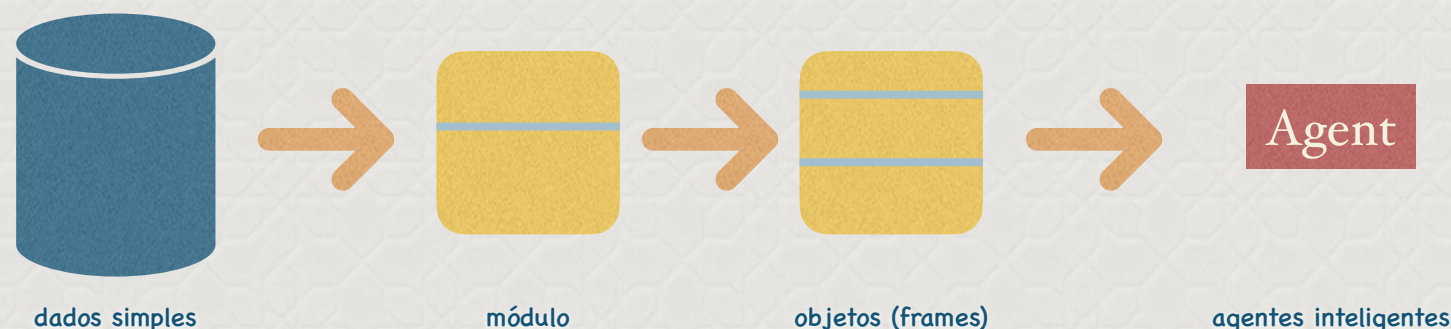 Agent
dados simples
módulo
objetos (frames)
agentes inteligentes